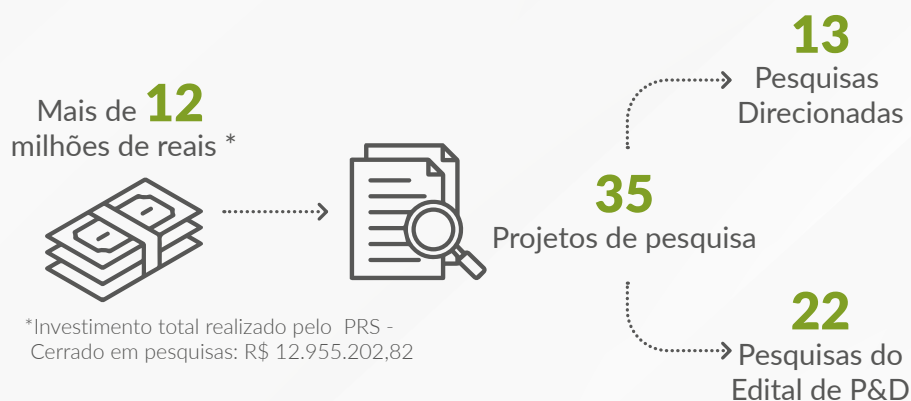 Mais de 12
milhões de reais *
*Investimento total realizado pelo PRS -
Cerrado em pesquisas: R$ 12.955.202,82
35
Projetos de pesquisa
13
Pesquisas
Direcionadas
22
Pesquisas do
Edital de P&D